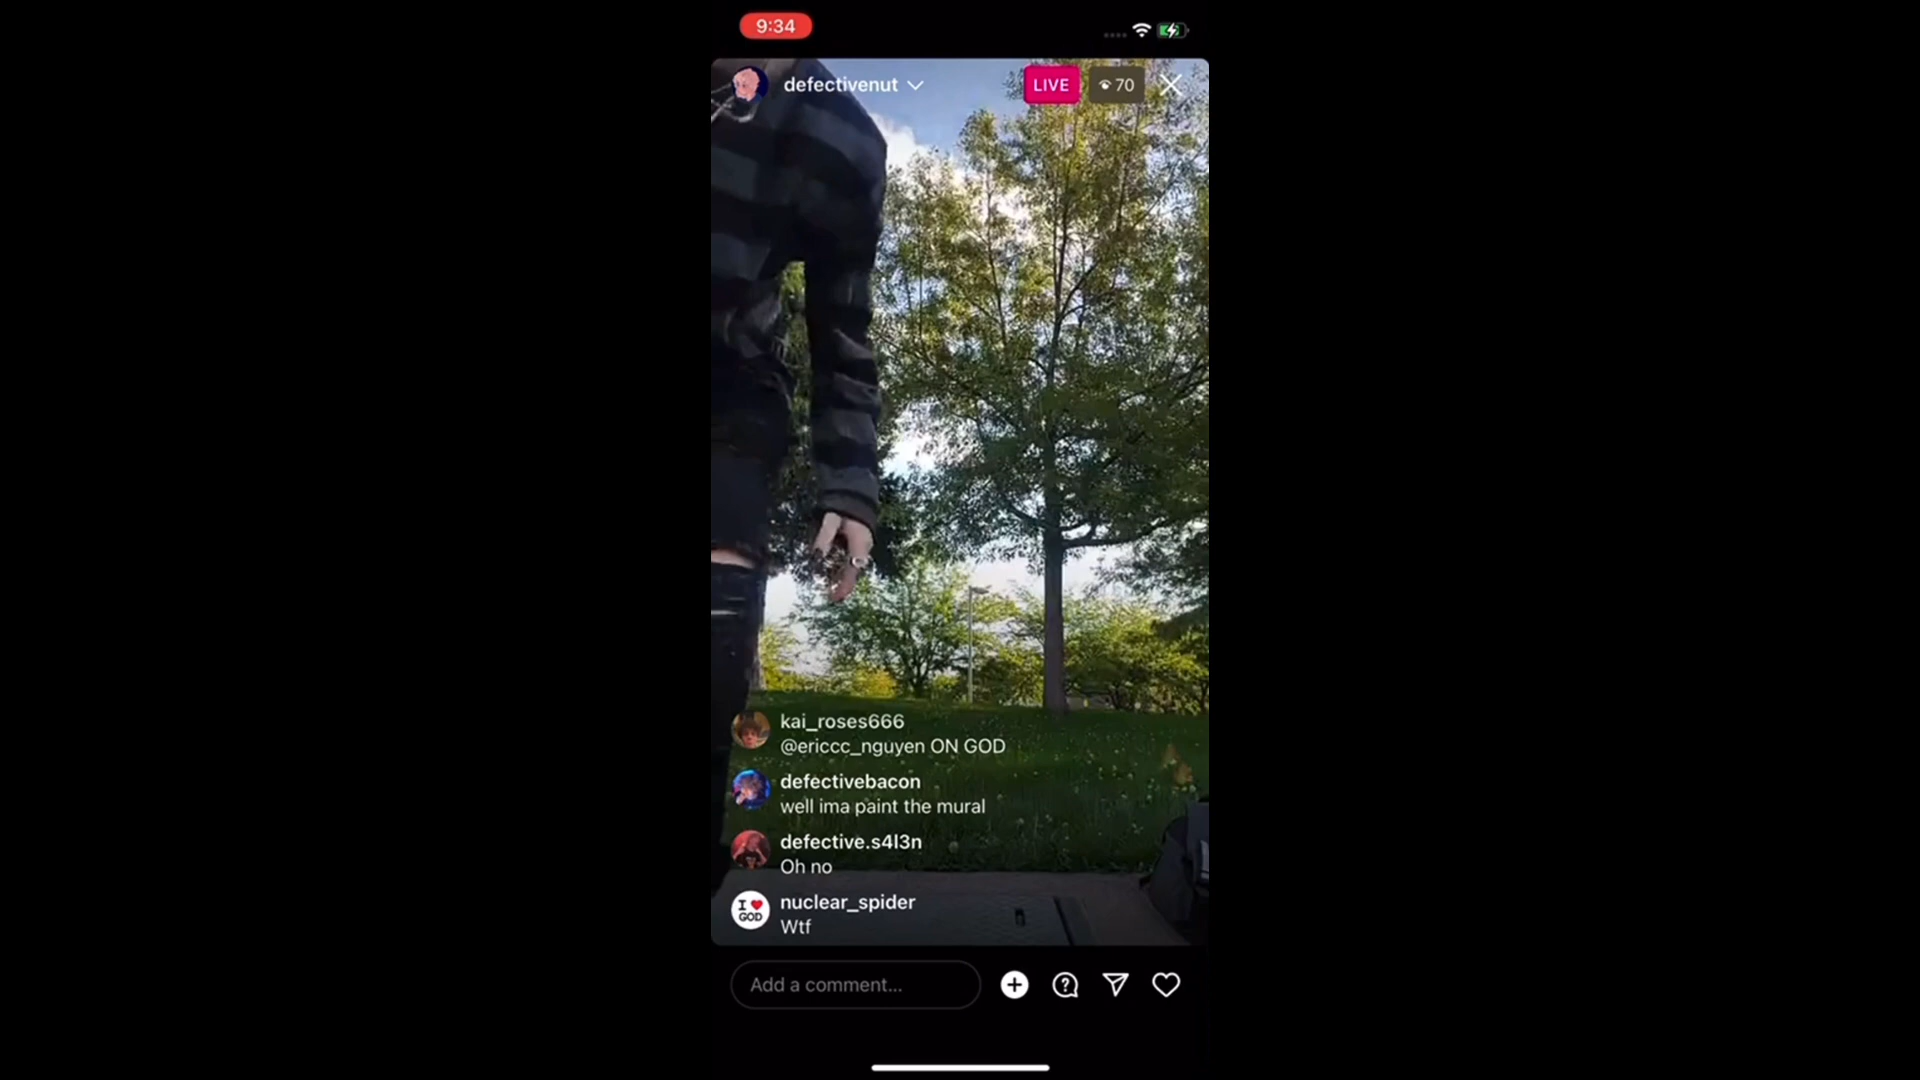 9:34
defectivenut
LIVE
70
kai_roses666
@ericcc_nguyen ON GOD
defectivebacon
well ima paint the mural
defective.s4l3n
Oh no
I ❤ GOD
nuclear_spider
Wtf
Add a comment...